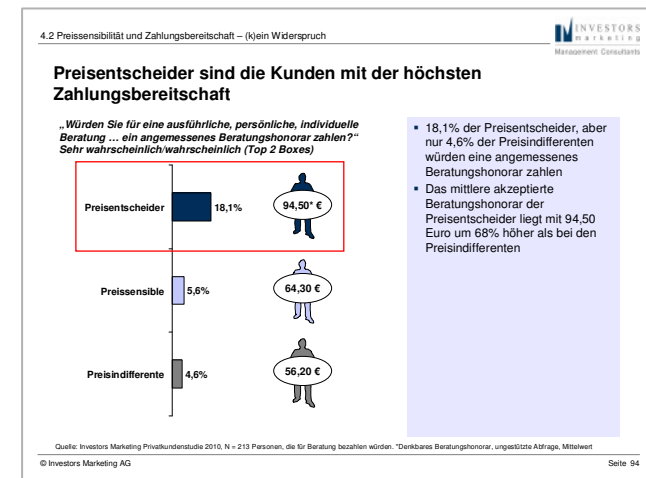 4.2 Preissensibilität und Zahlungsbereitschaft – (k)ein Widerspruch
INVESTORS
marketing
Management Consultants
Preisentscheider sind die Kunden mit der höchsten
Zahlungsbereitschaft
„Würden Sie für eine ausführliche, persönliche, individuelle
Beratung … ein angemessenes Beratungshonorar zahlen?“
Sehr wahrscheinlich/wahrscheinlich (Top 2 Boxes)
Preisentscheider
18,1%
94,50* €
Preissensible
5,6%
64,30 €
Preisindifferente
4,6%
56,20 €
▪ 18,1% der Preisentscheider, aber
nur 4,6% der Preisindifferenten
würden eine angemessenes
Beratungshonorar zahlen
▪ Das mittlere akzeptierte
Beratungshonorar der
Preisentscheider liegt mit 94,50
Euro um 68% höher als bei den
Preisindifferenten
Quelle: Investors Marketing Privatkundenstudie 2010, N = 213 Personen, die für Beratung bezahlen würden. *Denkbares Beratungshonorar, ungestützte Abfrage, Mittelwert
© Investors Marketing AG
Seite 94